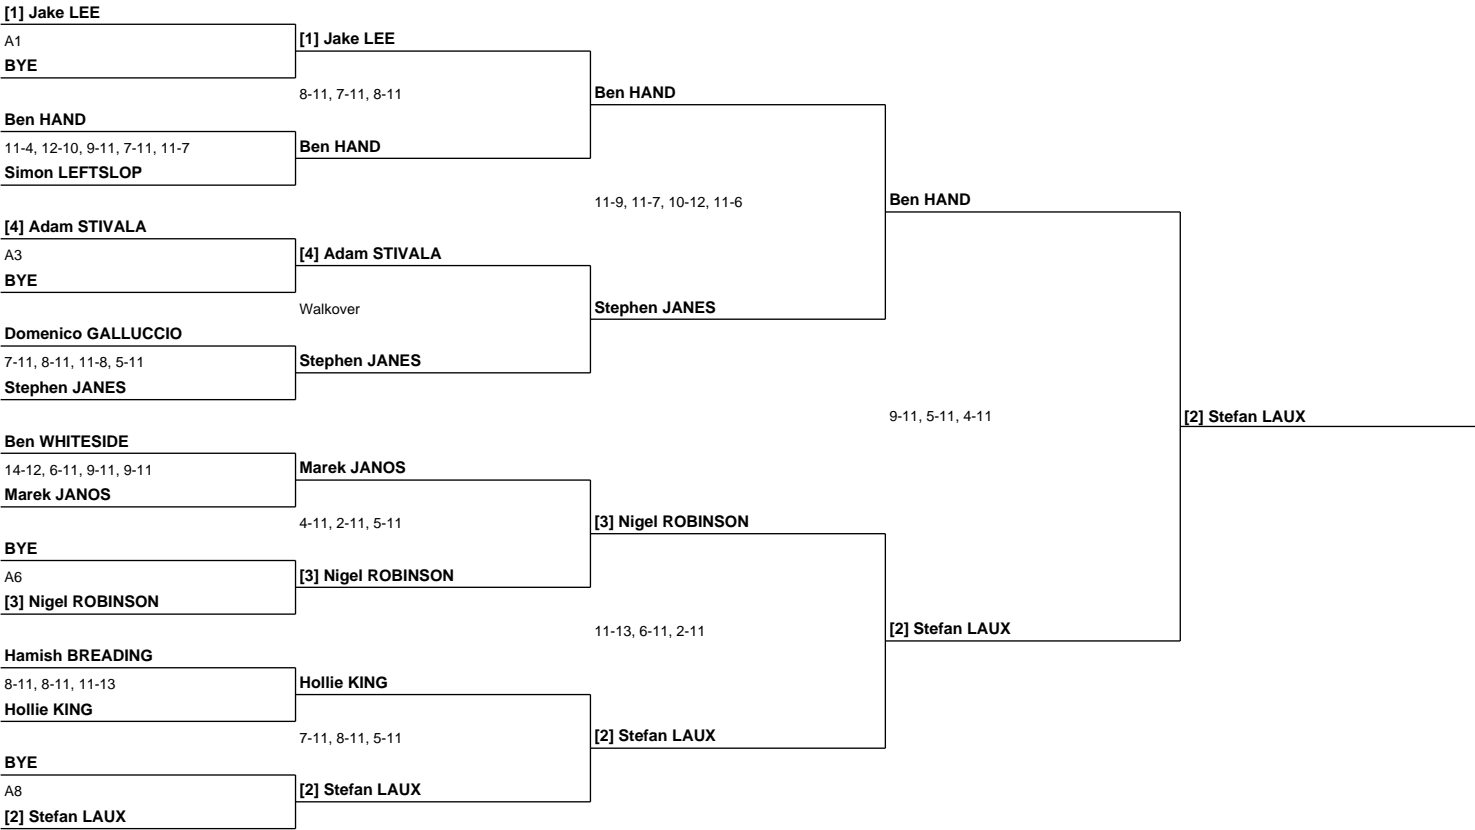 [1] Jake LEE
A1
BYE
[1] Jake LEE
8-11, 7-11, 8-11
Ben HAND
Ben HAND
11-4, 12-10, 9-11, 7-11, 11-7
Simon LEFTSLOP
Ben HAND
11-9, 11-7, 10-12, 11-6
Ben HAND
[4] Adam STIVALA
A3
BYE
[4] Adam STIVALA
Walkover
Stephen JANES
Domenico GALLUCCIO
7-11, 8-11, 11-8, 5-11
Stephen JANES
Stephen JANES
9-11, 5-11, 4-11
[2] Stefan LAUX
Ben WHITESIDE
14-12, 6-11, 9-11, 9-11
Marek JANOS
Marek JANOS
4-11, 2-11, 5-11
[3] Nigel ROBINSON
BYE
A6
[3] Nigel ROBINSON
[3] Nigel ROBINSON
11-13, 6-11, 2-11
[2] Stefan LAUX
Hamish BREADING
8-11, 8-11, 11-13
Hollie KING
Hollie KING
7-11, 8-11, 5-11
[2] Stefan LAUX
BYE
A8
[2] Stefan LAUX
[2] Stefan LAUX